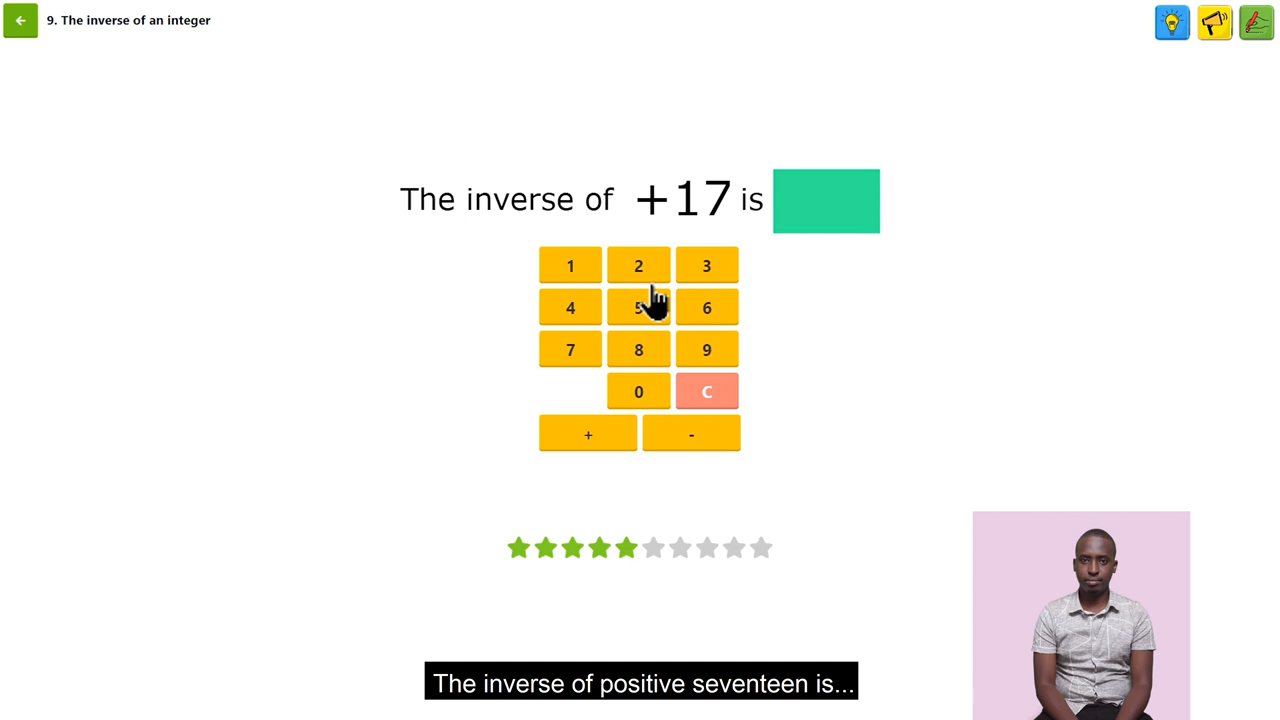 9. The inverse of an integer
The inverse of +17 is
1 2 3
4 5 6
7 8 9
0 C
+ -
The inverse of positive seventeen is...